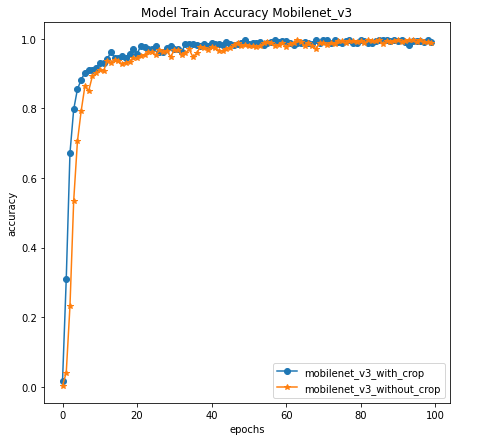 Model Train Accuracy Mobilenet_v3
1.0
0.8
0.6
0.4
0.2
0.0
accuracy
0
20
40
60
80
100
epochs
mobilenet_v3_with_crop
mobilenet_v3_without_crop